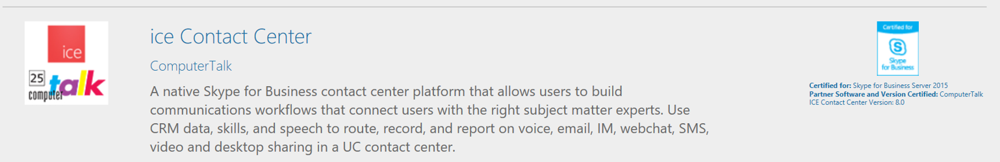 ice
25
talk
computer
ice Contact Center
ComputerTalk
A native Skype for Business contact center platform that allows users to build
communications workflows that connect users with the right subject matter experts. Use
CRM data, skills, and speech to route, record, and report on voice, email, IM, webchat, SMS,
video and desktop sharing in a UC contact center.
Certified for
S
Skype
for Business
Certified for: Skype for Business Server 2015
Partner Software and Version Certified: ComputerTalk
ICE Contact Center Version: 8.0